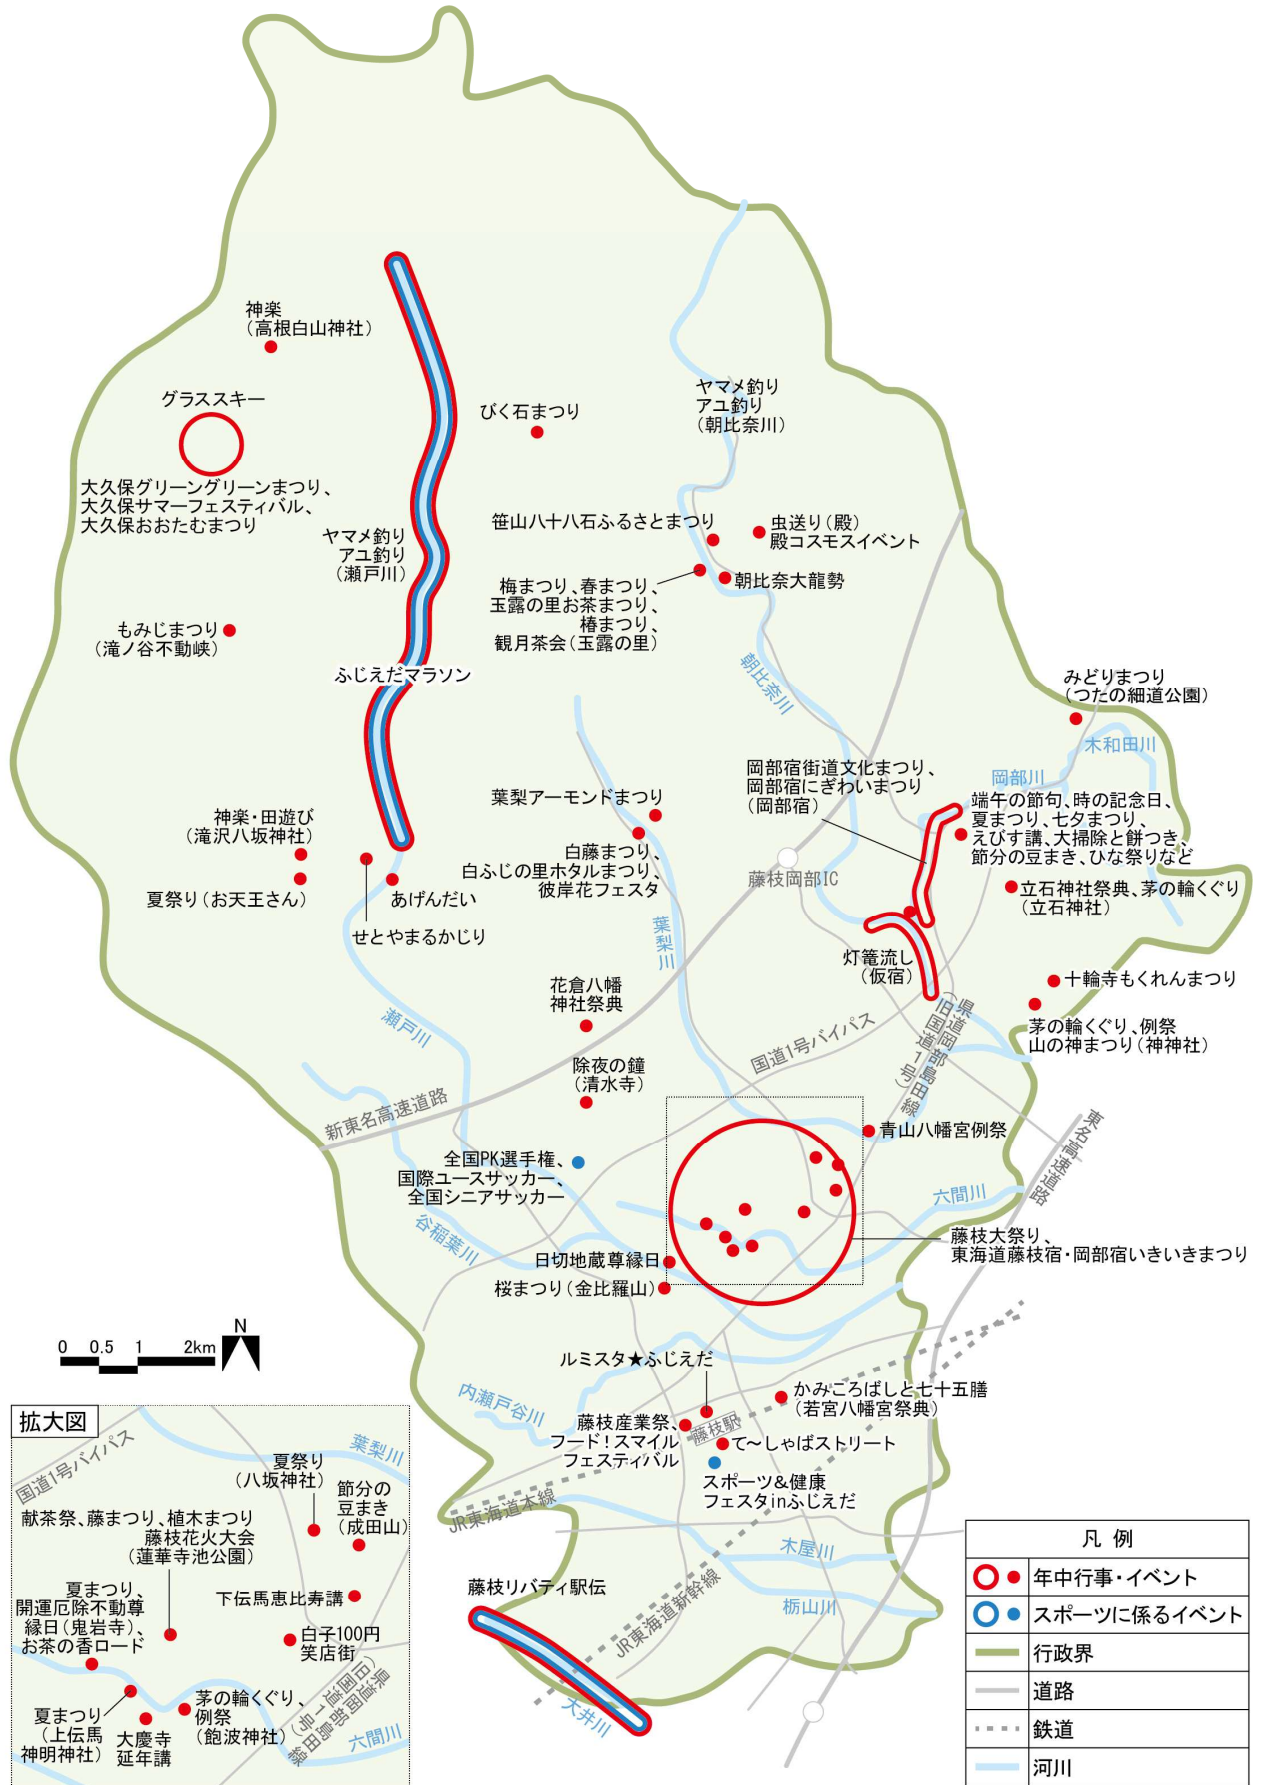 神楽
（高根白山神社）
グラススキー
大久保グリーングリーンまつり、
大久保サマーフェスティバル、
大久保おおたむまつり
びく石まつり
ヤマメ釣り
アユ釣り
（朝比奈川）
ヤマメ釣り
アユ釣り
（瀬戸川）
笹山八十八石ふるさとまつり
虫送り（殿）
殿コスモスイベント
朝比奈大龍勢
梅まつり、春まつり、
玉露の里お茶まつり、
椿まつり、
観月茶会（玉露の里）
もみじまつり
（滝ノ谷不動峡）
ふじえだマラソン
朝比奈川
みどりまつり
（つたの細道公園）
木和田川
岡部川
岡部宿街道文化まつり、
岡部宿にぎわいまつり
（岡部宿）
端午の節句、時の記念日、
夏まつり、七夕まつり、
えびす講、大掃除と餅つき、
節分の豆まき、ひな祭りなど
葉梨アーモンドまつり
白藤まつり、
白ふじの里ホタルまつり、
彼岸花フェスタ
神楽・田遊び
（滝沢八坂神社）
夏祭り（お天王さん）
あげんだい
せとやまるかじり
藤枝岡部IC
立石神社祭典、茅の輪くぐり
（立石神社）
葉梨川
灯篭流し
（仮宿）
十輪寺もくれんまつり
花倉八幡
神社祭典
茅の輪くぐり、例祭
山の神まつり（神神社）
瀬戸川
国道1号バイパス
県道岡部島田線
（旧国道1号）
除夜の鐘
（清水寺）
新東名高速道路
東名高速道路
青山八幡宮例祭
全国PK選手権、
国際ユースサッカー、
全国シニアサッカー
六間川
谷稲葉川
藤枝大祭り、
東海道藤枝宿・岡部宿いきいきまつり
日切地蔵尊縁日
桜まつり（金比羅山）
0 0.5 1 2km
N
ルミスタ★ふじえだ
かみころばしと七十五膳
（若宮八幡宮祭典）
内瀬戸谷川
藤枝産業祭、
フード！スマイル
フェスティバル
藤枝駅
て～しゃばストリート
スポーツ&健康
フェスタinふじえだ
JR東海道本線
木屋川
栃山川
JR東海道新幹線
藤枝リバティ駅伝
大井川
拡大図
国道1号バイパス
葉梨川
夏祭り
（八坂神社）
節分の
豆まき
（成田山）
献茶祭、藤まつり、植木まつり
藤枝花火大会
（蓮華寺池公園）
夏まつり、
開運厄除不動尊
縁日（鬼岩寺）、
お茶の香ロード
下伝馬恵比寿講
白子100円
笑店街
県道岡部島田線
（旧国道1号）
夏まつり
（上伝馬
神明神社）
大慶寺
延年講
茅の輪くぐり、
例祭
（飽波神社）
六間川
凡 例
年中行事・イベント
スポーツに係るイベント
行政界
道路
鉄道
河川